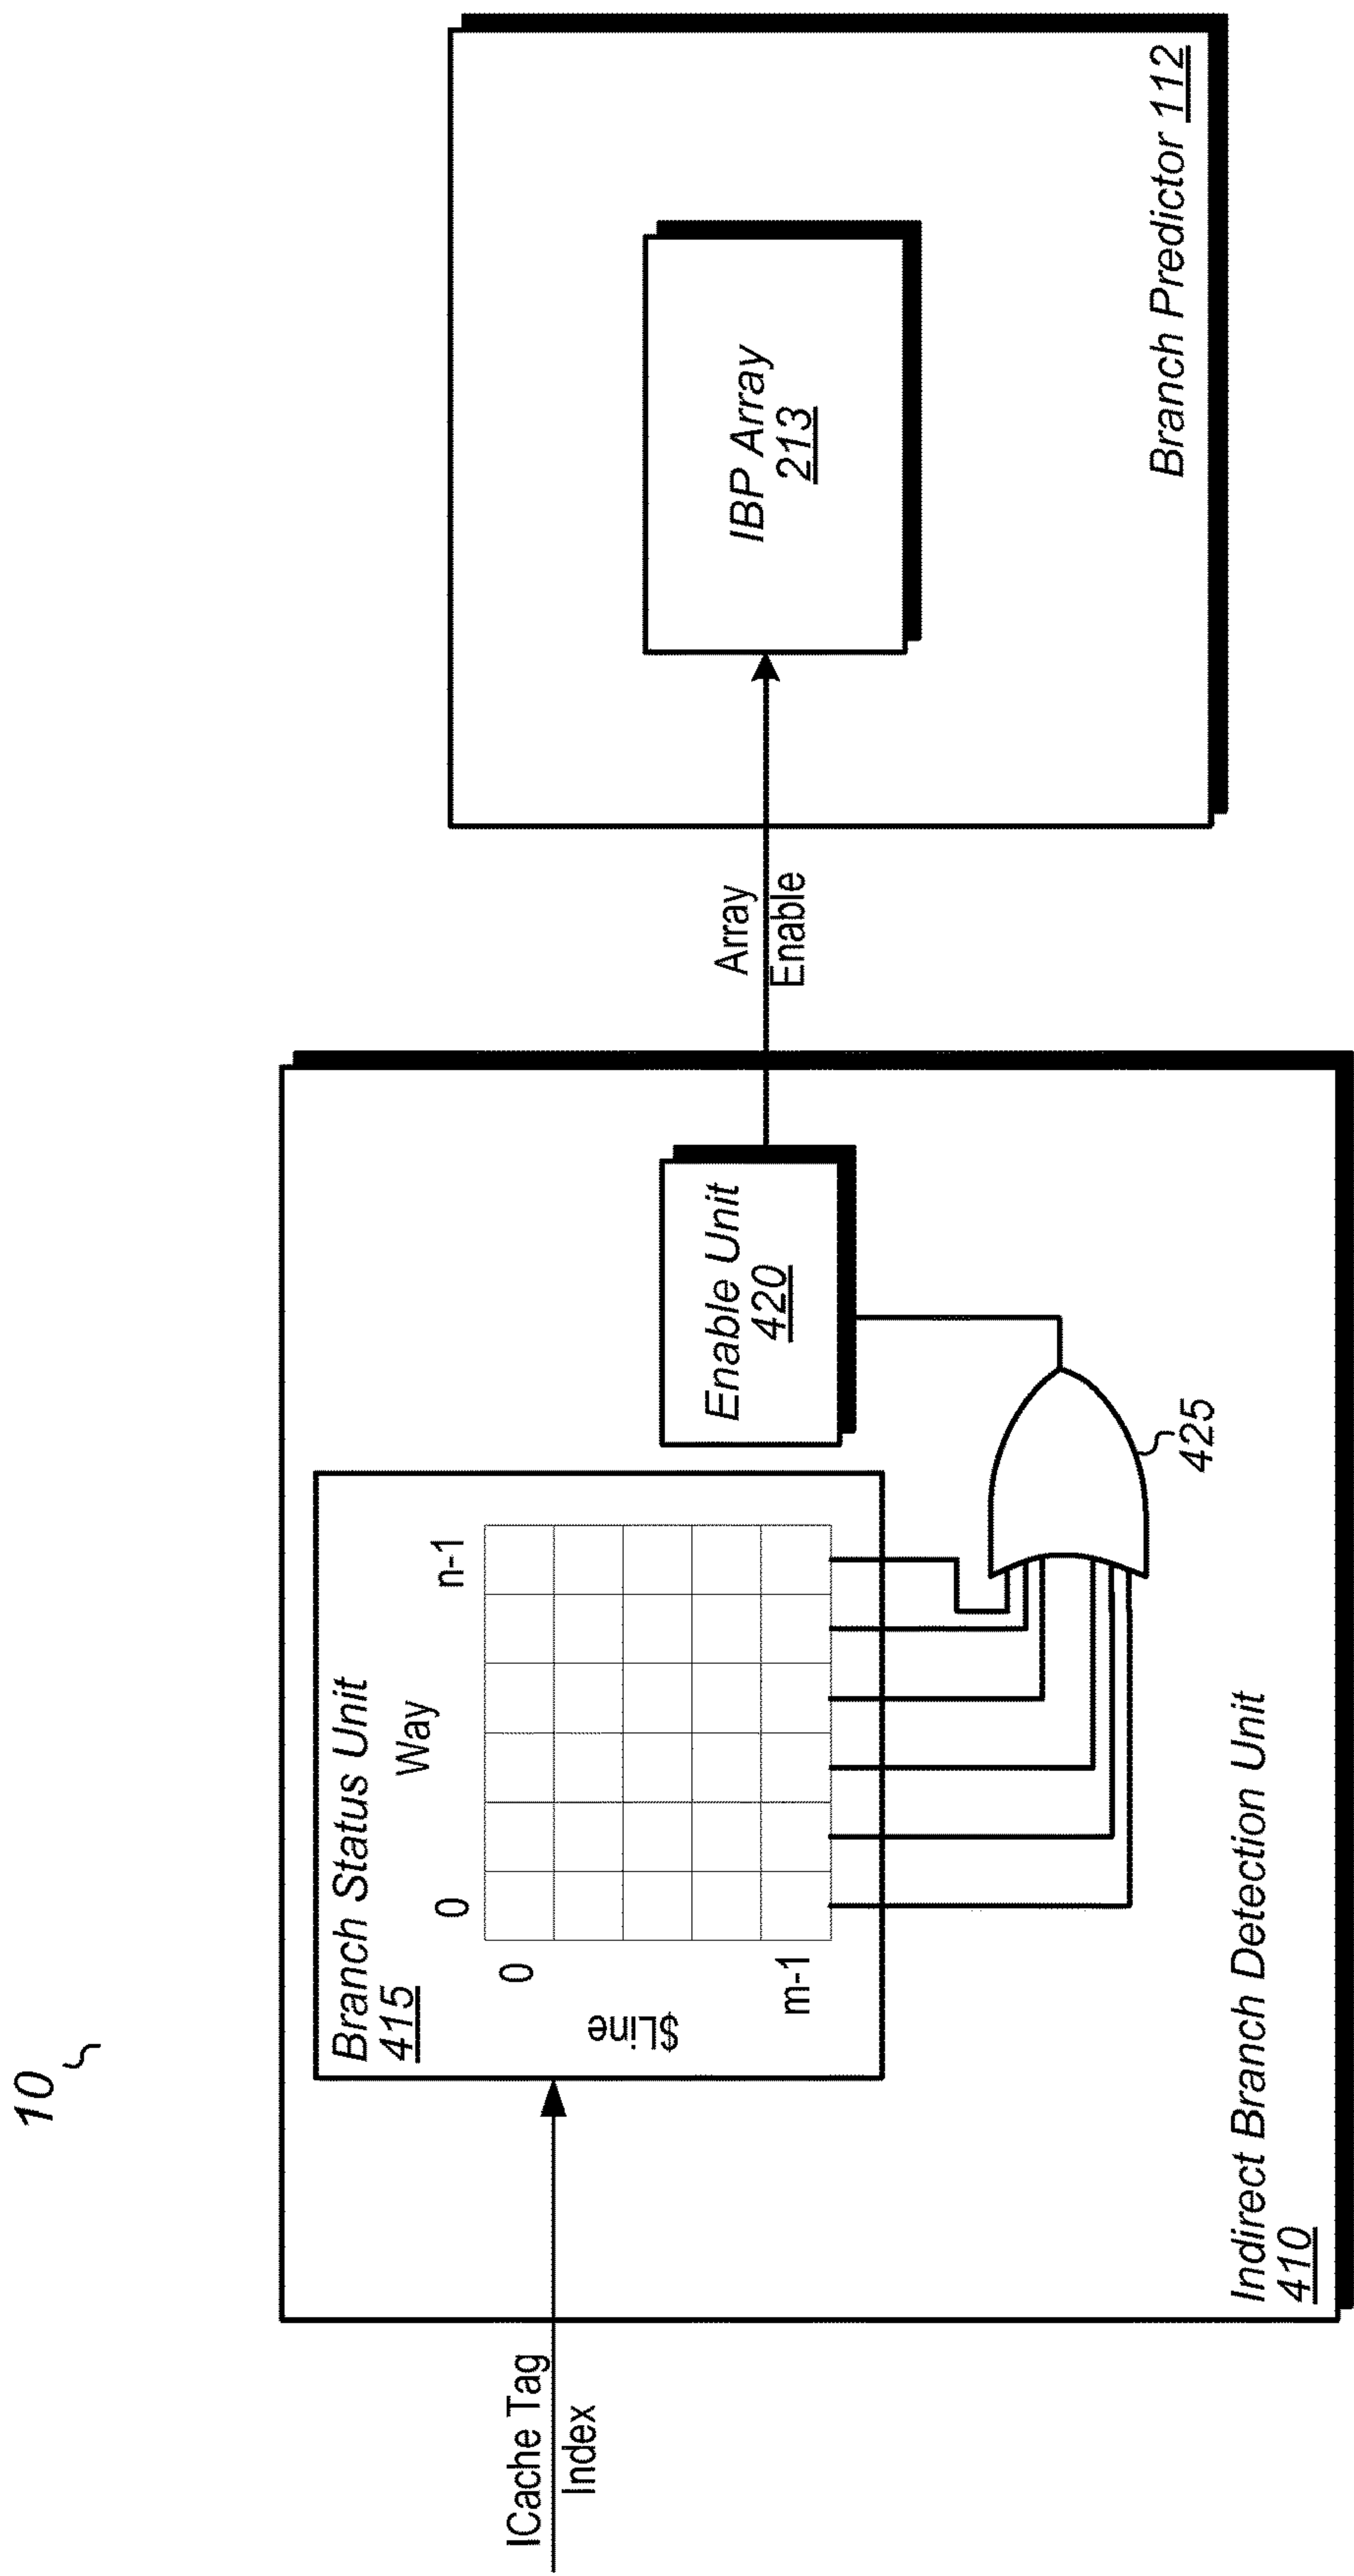 10
ICache Tag
Index
Branch Status Unit
415
Way
0
n-1
$Line
0
m-1
Enable Unit
420
425
Indirect Branch Detection Unit
410
Array
Enable
IBP Array
213
Branch Predictor 112